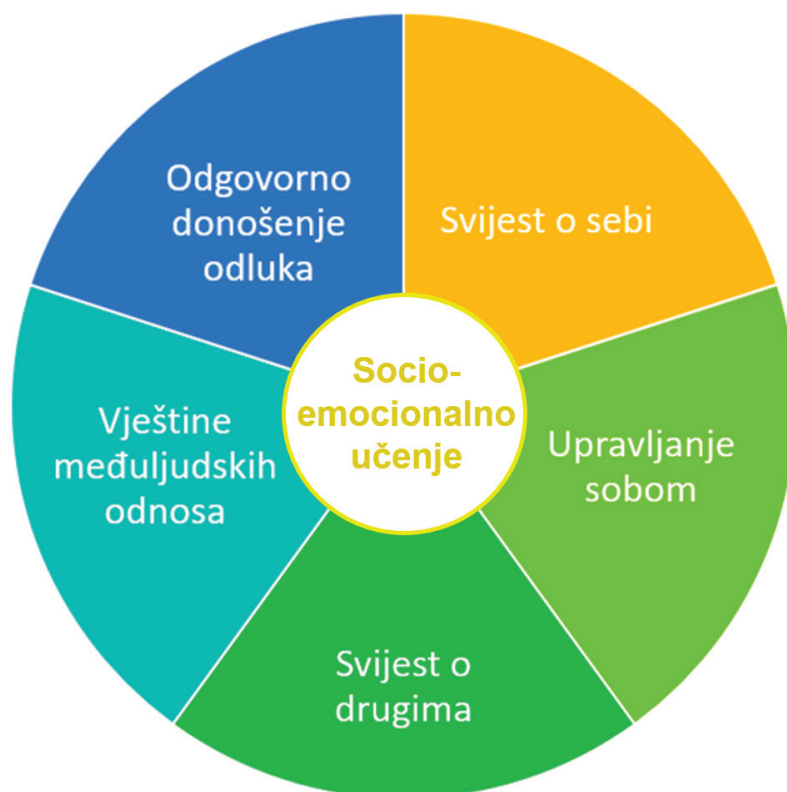 Odgovorno
donošenje
odluka
Svijest o sebi
Socio-
emocionalno
učenje
Vještine
međuljudskih
odnosa
Upravljanje
sobom
Svijest o
drugima